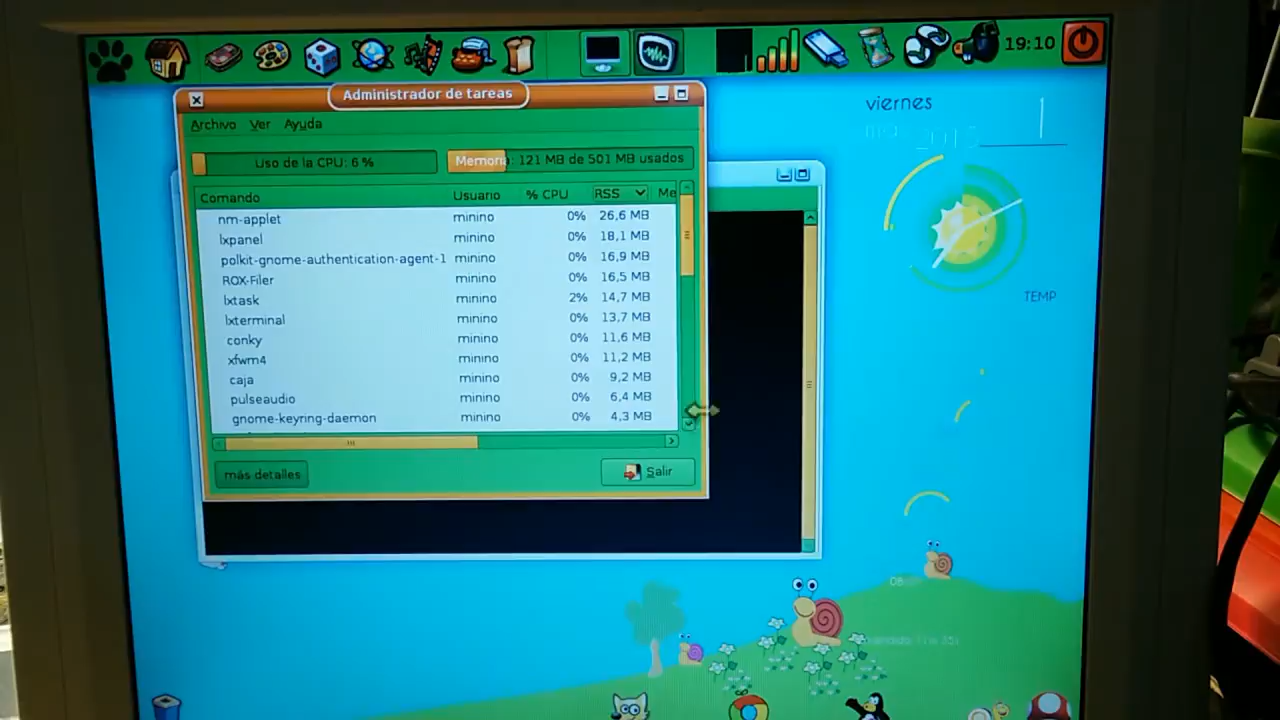 19:10
Administrador de tareas
Archivo Ver Ayuda
Uso de la CPU: 6 %
Memoria: 121 MB de 501 MB usados
Comando Usuario % CPU RSS Me
nm-applet minino 0% 26,6 MB
lxpanel minino 0% 18,1 MB
polkit-gnome-authentication-agent-1 minino 0% 16,9 MB
ROX-Filer minino 0% 16,5 MB
lxtask minino 2% 14,7 MB
lxterminal minino 0% 13,7 MB
conky minino 0% 11,6 MB
xfwm4 minino 0% 11,2 MB
caja minino 0% 9,2 MB
pulseaudio minino 0% 6,4 MB
gnome-keyring-daemon minino 0% 4,3 MB
más detalles
Salir
viernes
1
TEMP